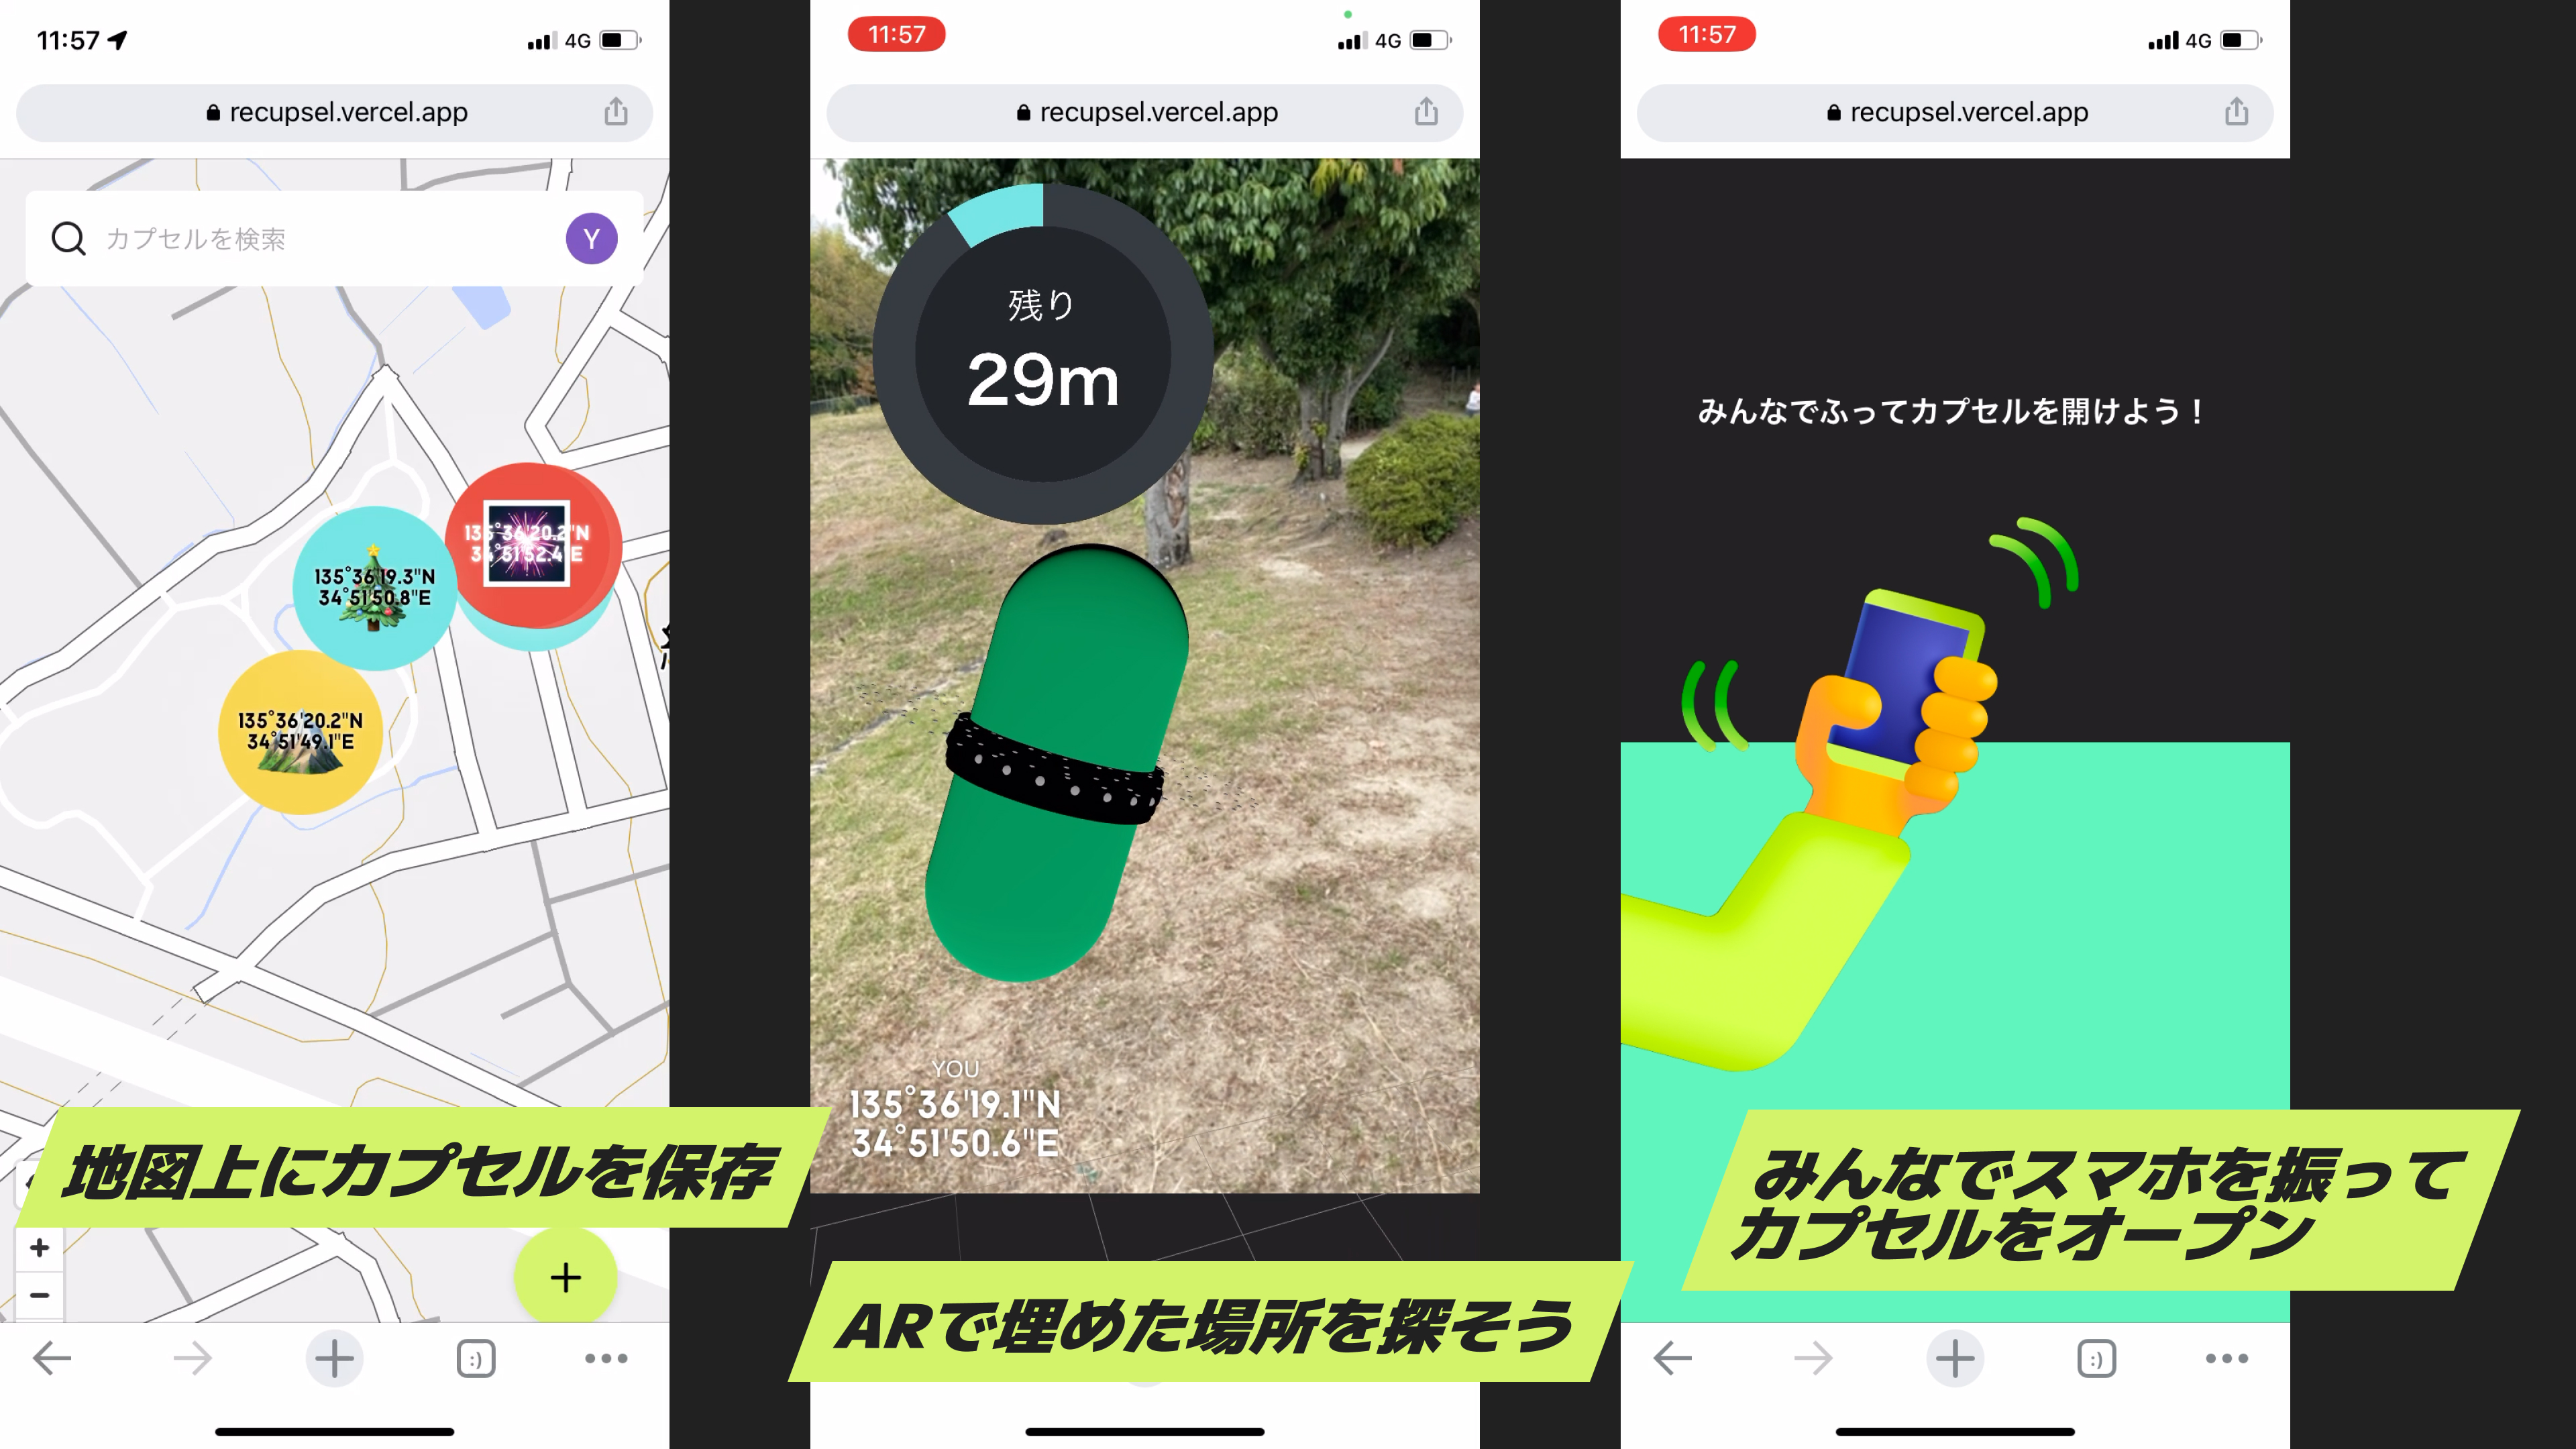 11:57
4G
recupsel.vercel.app
カプセルを検索
Y
135°36'20.2"N
34°51'52.4"E
135°36'19.3"N
34°51'50.8"E
135°36'20.2"N
34°51'49.1"E
地図上にカプセルを保存
+
−
+
:)
11:57
4G
recupsel.vercel.app
残り
29m
YOU
135°36'19.1"N
34°51'50.6"E
ARで埋めた場所を探そう
11:57
4G
recupsel.vercel.app
みんなでふってカプセルを開けよう！
みんなでスマホを振って
カプセルをオープン
:)